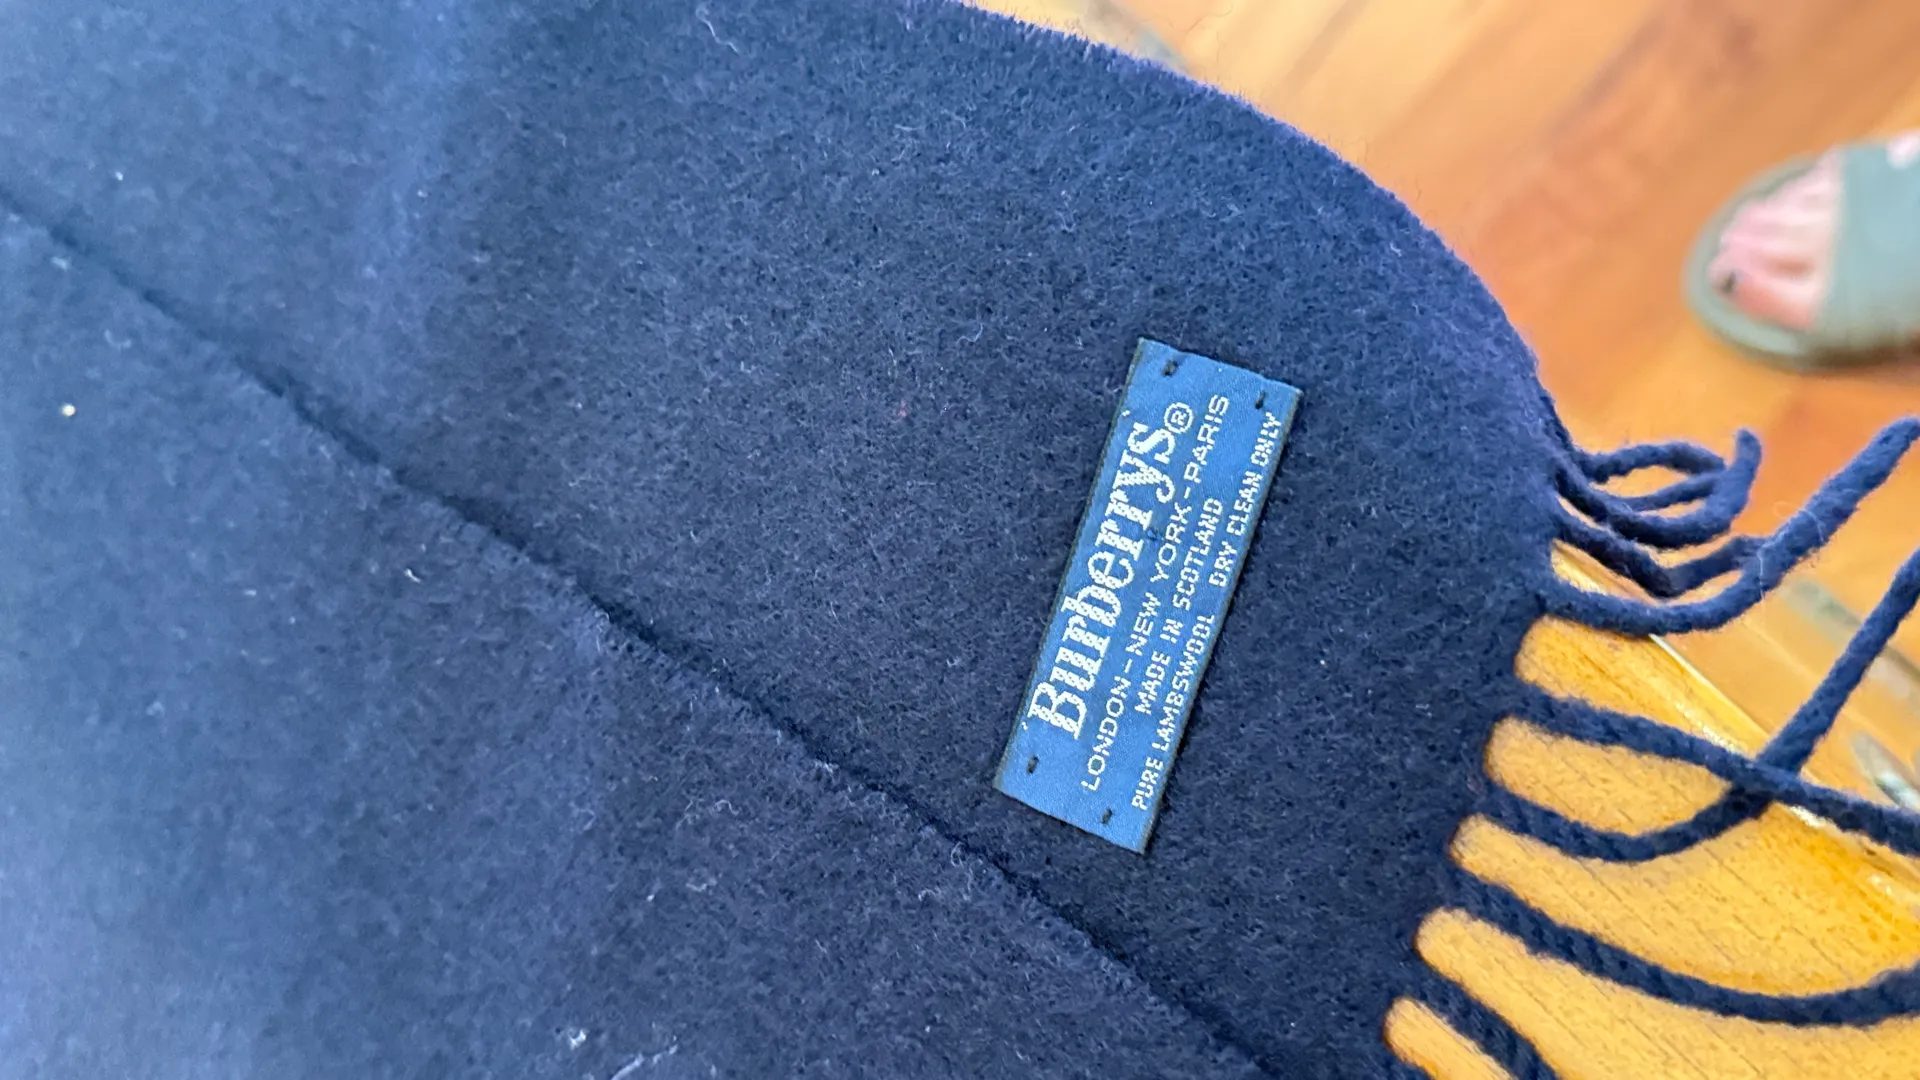 Burberrys®
LONDON-NEW YORK-PARIS
MADE IN SCOTLAND
PURE LAMBSWOOL DRY CLEAN ONLY